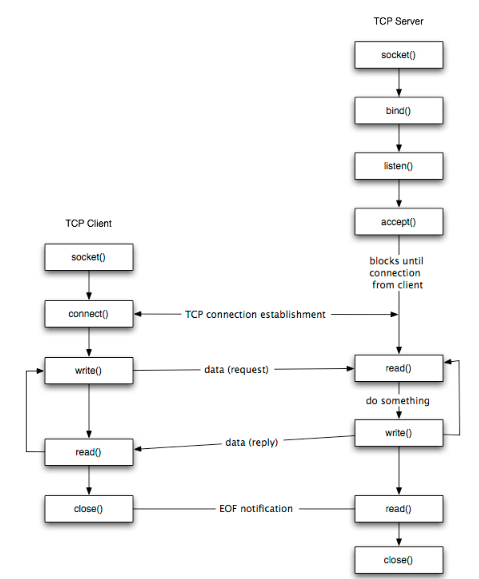 TCP Server
socket()
bind()
listen()
accept()
blocks until
connection
from client
TCP Client
socket()
connect()
TCP connection establishment
write()
data (request)
read()
do something
write()
data (reply)
read()
close()
EOF notification
read()
close()